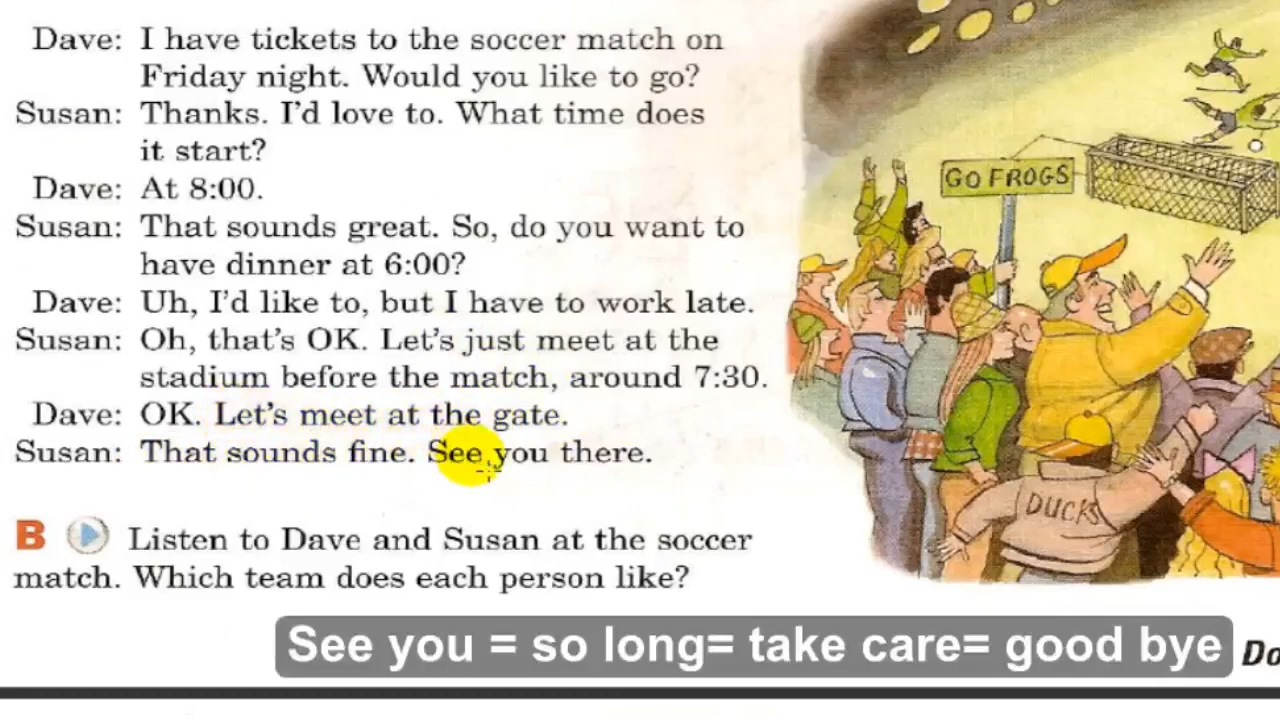 Dave: I have tickets to the soccer match on
Friday night. Would you like to go?
Susan: Thanks. I'd love to. What time does
it start?
Dave: At 8:00.
Susan: That sounds great. So, do you want to
have dinner at 6:00?
Dave: Uh, I'd like to, but I have to work late.
Susan: Oh, that's OK. Let's just meet at the
stadium before the match, around 7:30.
Dave: OK. Let's meet at the gate.
Susan: That sounds fine. See you there.
GO FROGS
DUCKS
B Listen to Dave and Susan at the soccer
match. Which team does each person like?
See you = so long= take care= good bye
Do